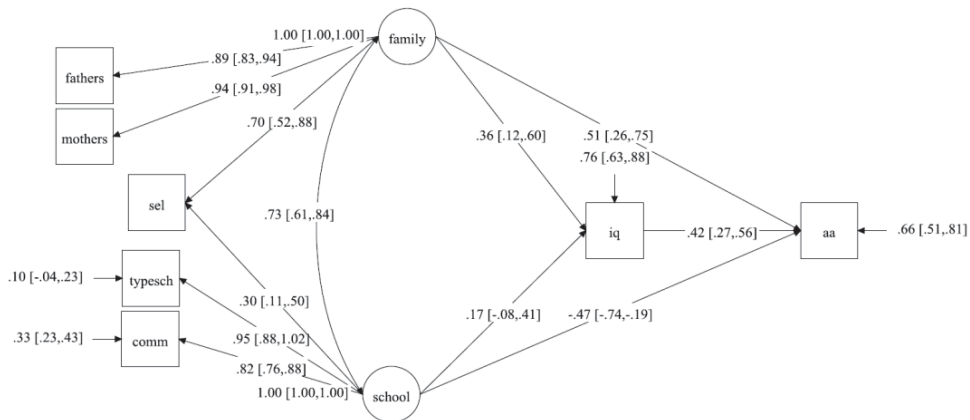 1.00 [1.00,1.00]
family
.89 [.83,.94]
fathers
.94 [.91,.98]
mothers
.70 [.52,.88]
.36 [.12,.60]
.51 [.26,.75]
.76 [.63,.88]
sel
.73 [.61,.84]
iq
.42 [.27,.56]
aa
.66 [.51,.81]
.10 [-.04,.23]
typesch
.30 [.11,.50]
.17 [-.08,.41]
-.47 [-.74,-.19]
.33 [.23,.43]
comm
.95 [.88,1.02]
.82 [.76,.88]
1.00 [1.00,1.00]
school